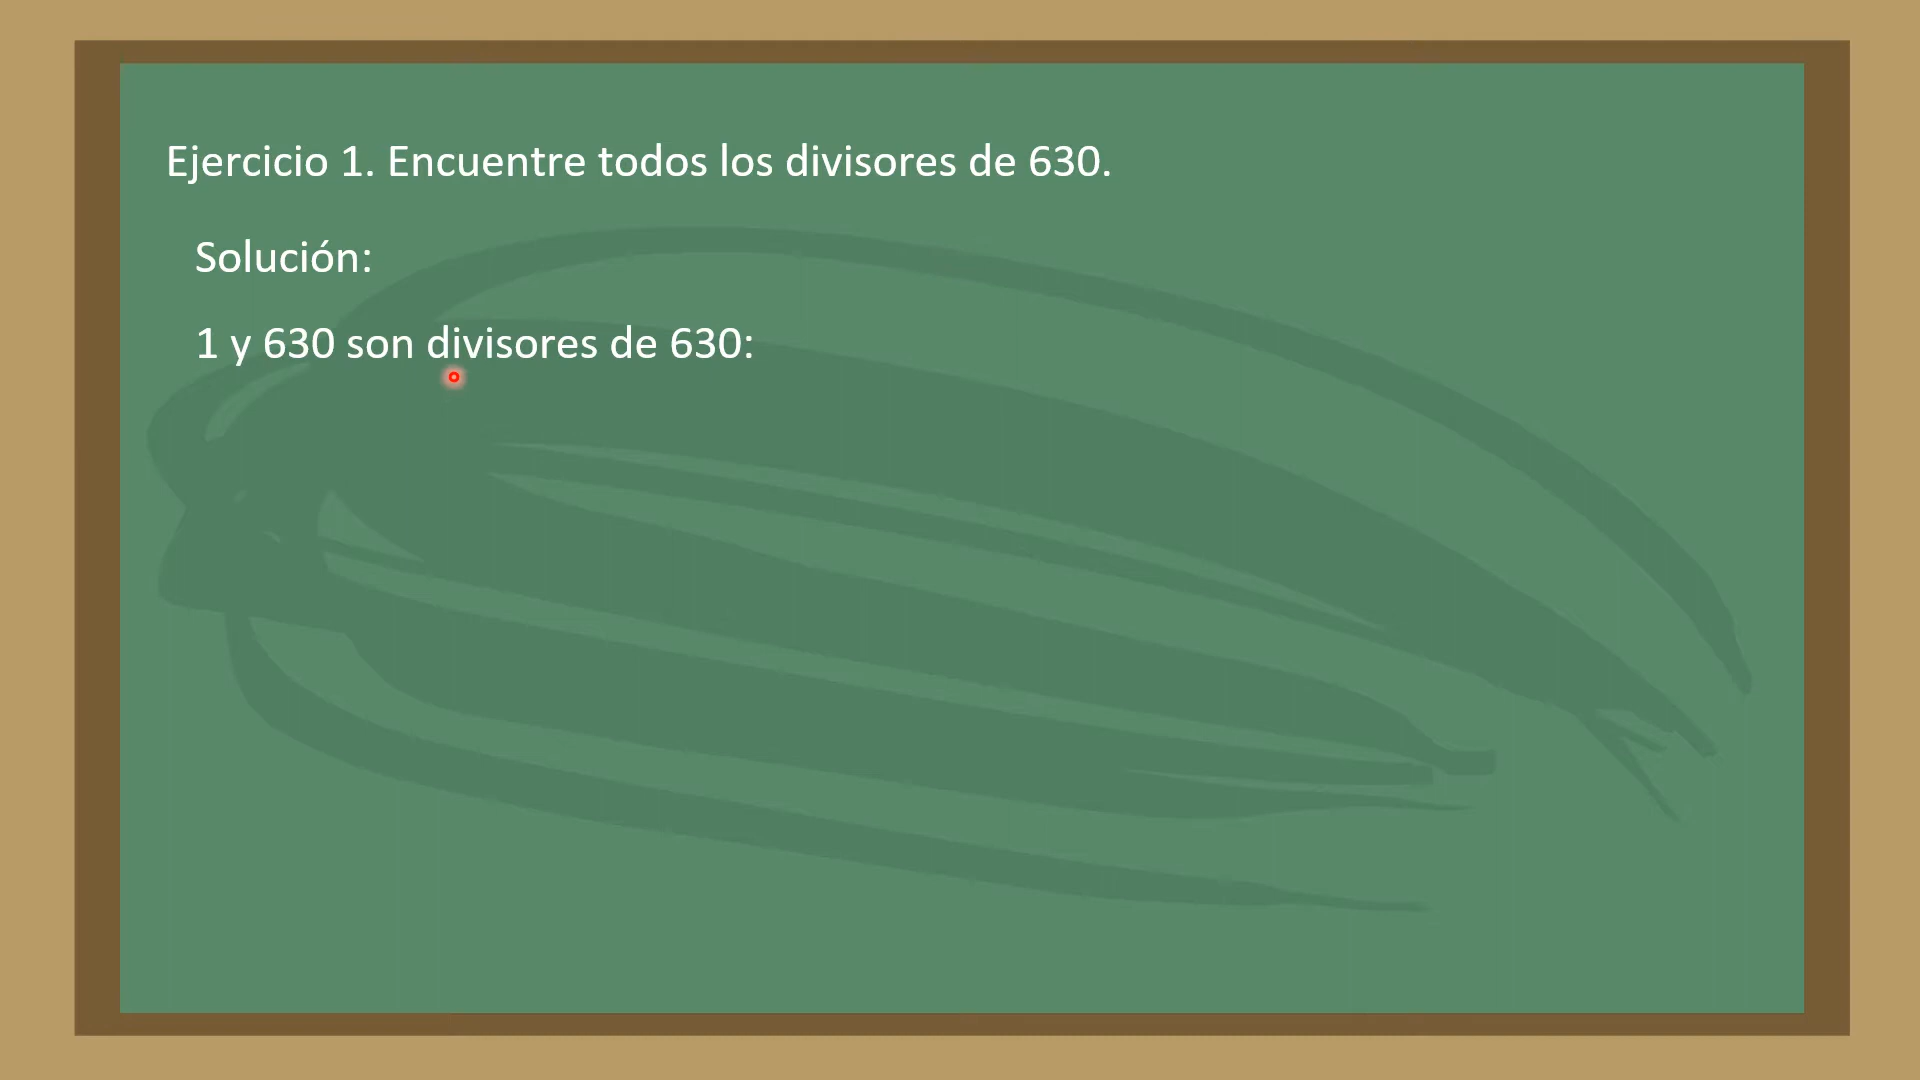 Ejercicio 1. Encuentre todos los divisores de 630.
Solución:
1 y 630 son divisores de 630: